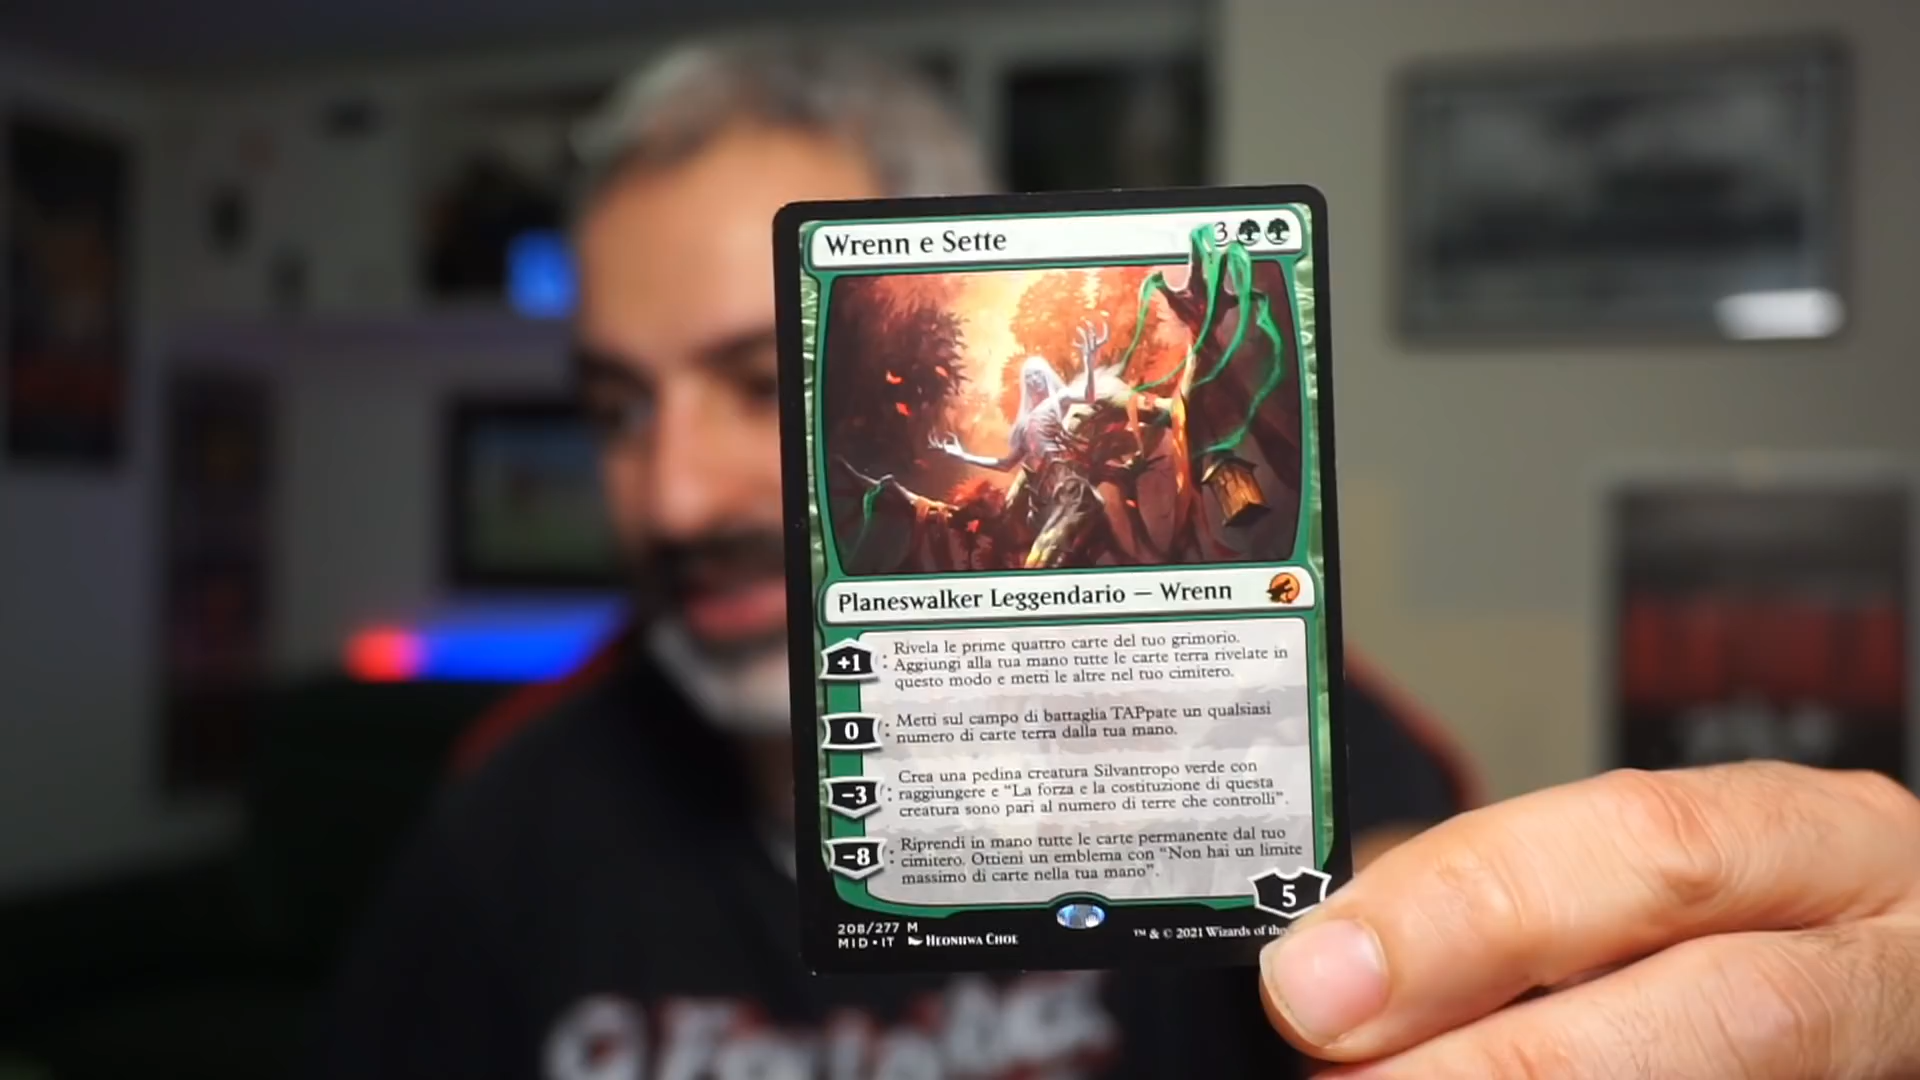 Wrenn e Sette
3
Planeswalker Leggendario — Wrenn
+1 : Rivela le prime quattro carte del tuo grimorio.
Aggiungi alla tua mano tutte le carte terra rivelate in
questo modo e metti le altre nel tuo cimitero.
0 : Metti sul campo di battaglia TAPpate un qualsiasi
numero di carte terra dalla tua mano.
−3 : Crea una pedina creatura Silvantropo verde con
raggiungere e “La forza e la costituzione di questa
creatura sono pari al numero di terre che controlli”.
−8 : Riprendi in mano tutte le carte permanente dal tuo
cimitero. Ottieni un emblema con “Non hai un limite
massimo di carte nella tua mano”.
5
208/277 M
MID • IT Heonhwa Choe
™ & © 2021 Wizards of the